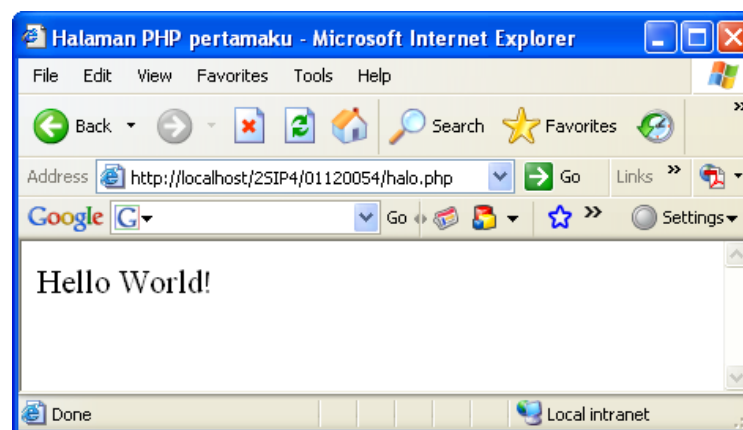 Halaman PHP pertamaku - Microsoft Internet Explorer
File Edit View Favorites Tools Help
Back Search Favorites »
Address http://localhost/2SIP4/01120054/halo.php Go Links »
Google G Go » Settings
Hello World!
Done Local intranet